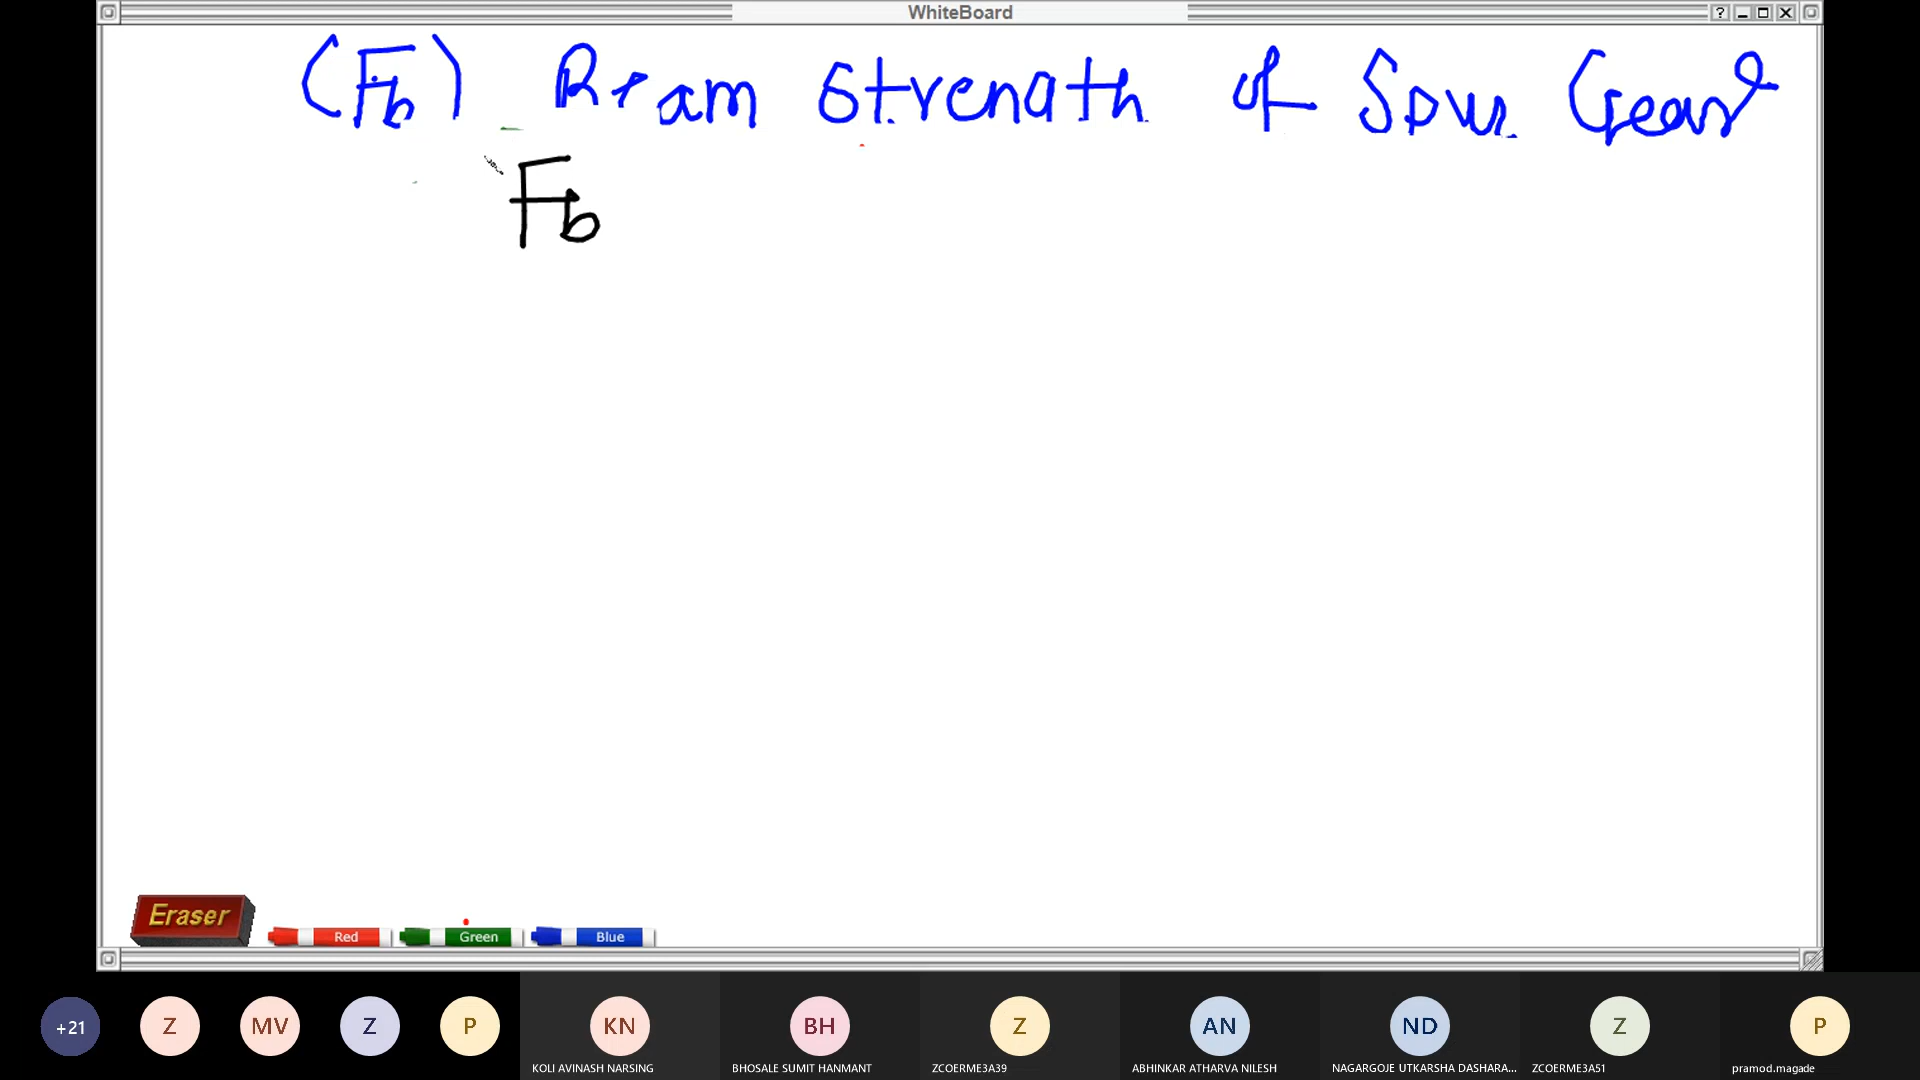 WhiteBoard
(Fb) Beam Strength of Spur Gear
Fb
Eraser
Red Green Blue
+21 Z MV Z P KN BH Z AN ND Z P
KOLI AVINASH NARSING BHOSALE SUMIT HANMANT ZCOERME3A39 ABHINKAR ATHARVA NILESH NAGARGOJE UTKARSHA DASHARA... ZCOERME3A51 pramod.magade